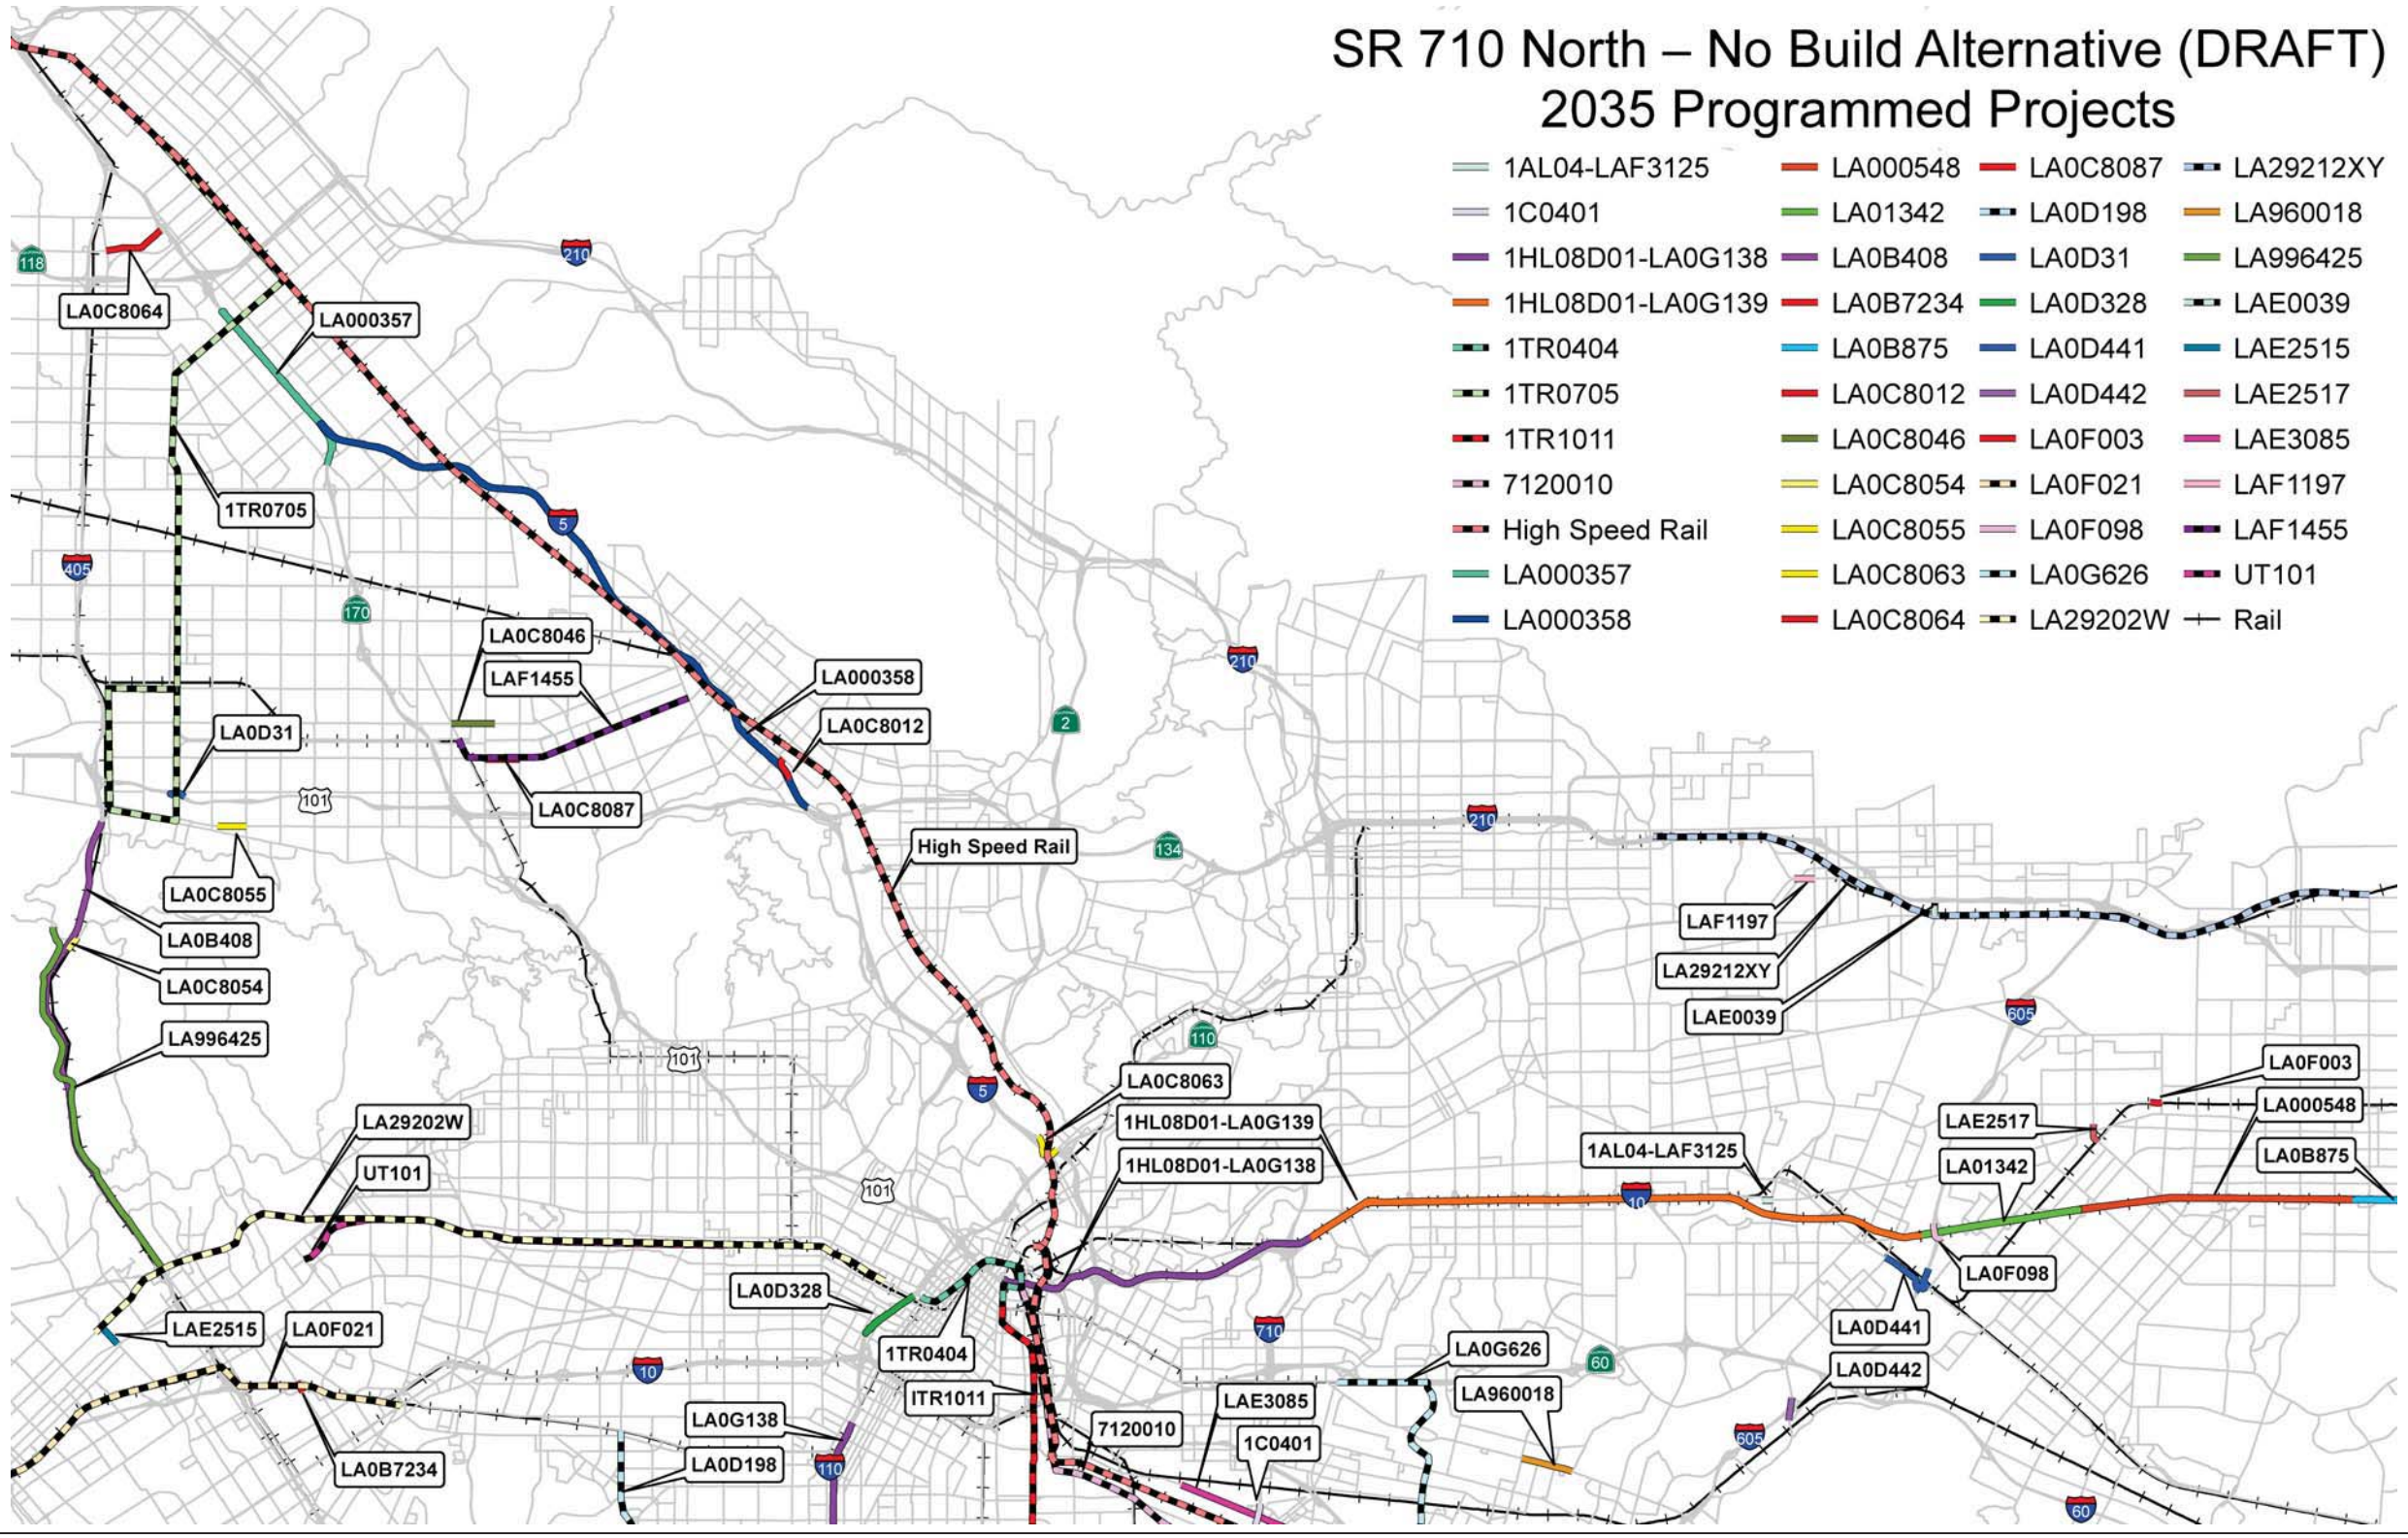 SR 710 North – No Build Alternative (DRAFT)
2035 Programmed Projects
1AL04-LAF3125
1C0401
1HL08D01-LA0G138
1HL08D01-LA0G139
1TR0404
1TR0705
1TR1011
7120010
High Speed Rail
LA000357
LA000358
LA000548
LA01342
LA0B408
LA0B7234
LA0B875
LA0C8012
LA0C8046
LA0C8054
LA0C8055
LA0C8063
LA0C8064
LA0C8087
LA0D198
LA0D31
LA0D328
LA0D441
LA0D442
LA0F003
LA0F021
LA0F098
LA0G626
LA29202W
LA29212XY
LA960018
LA996425
LAE0039
LAE2515
LAE2517
LAE3085
LAF1197
LAF1455
UT101
Rail
118
210
LA0C8064
LA000357
1TR0705
5
405
170
LA0C8046
LAF1455
LA000358
LA0C8012
LA0D31
101
LA0C8087
210
2
High Speed Rail
134
210
LA0C8055
LA0B408
LA0C8054
LA996425
LAF1197
LA29212XY
LAE0039
605
110
101
5
LA0C8063
LA0F003
LA000548
LA29202W
1HL08D01-LA0G139
LAE2517
UT101
1HL08D01-LA0G138
1AL04-LAF3125
LA01342
LA0B875
101
10
LA0F098
LA0D328
LAE2515
LA0F021
710
LA0D441
1TR0404
LA0G626
60
10
LA0D442
ITR1011
LAE3085
LA960018
LA0G138
7120010
1C0401
605
LA0B7234
LA0D198
110
60